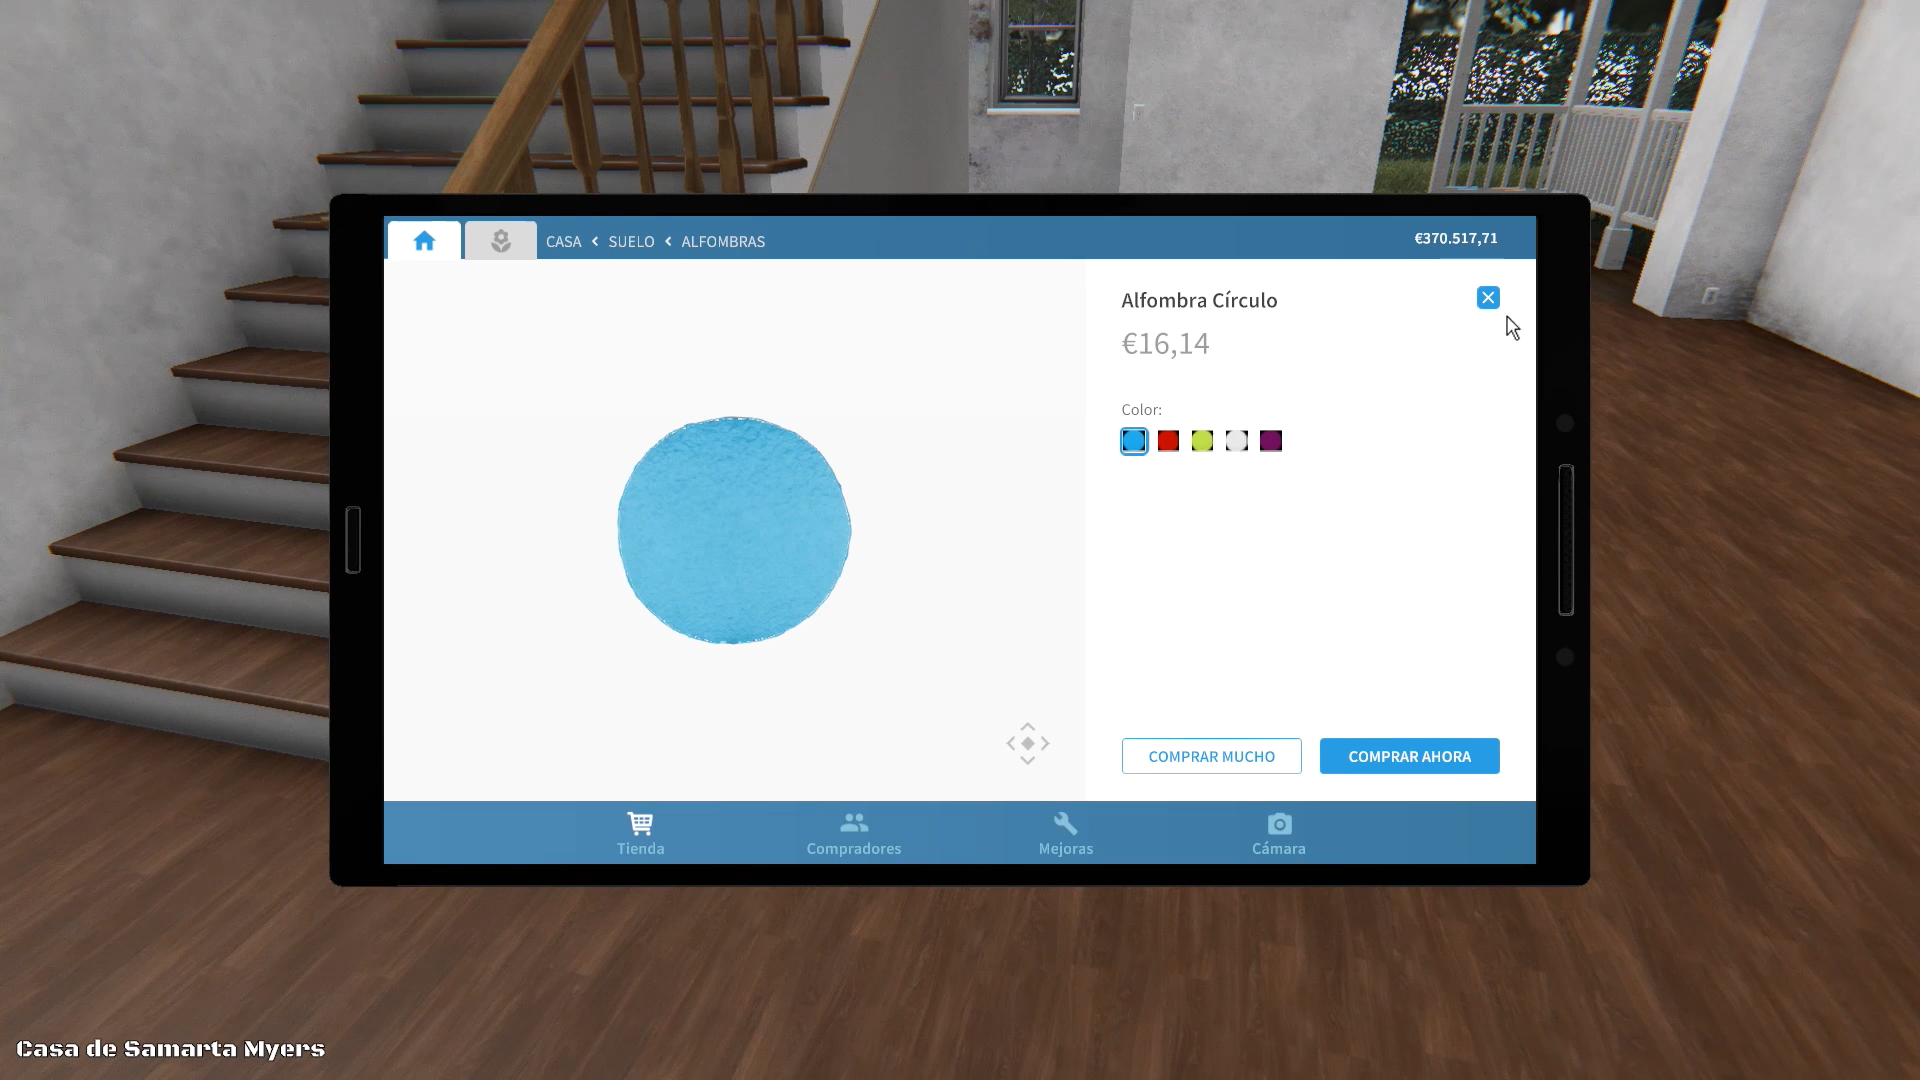 CASA < SUELO < ALFOMBRAS
€370.517,71
Alfombra Círculo
€16,14
Color:
COMPRAR MUCHO
COMPRAR AHORA
Tienda
Compradores
Mejoras
Cámara
Casa de Samarta Myers